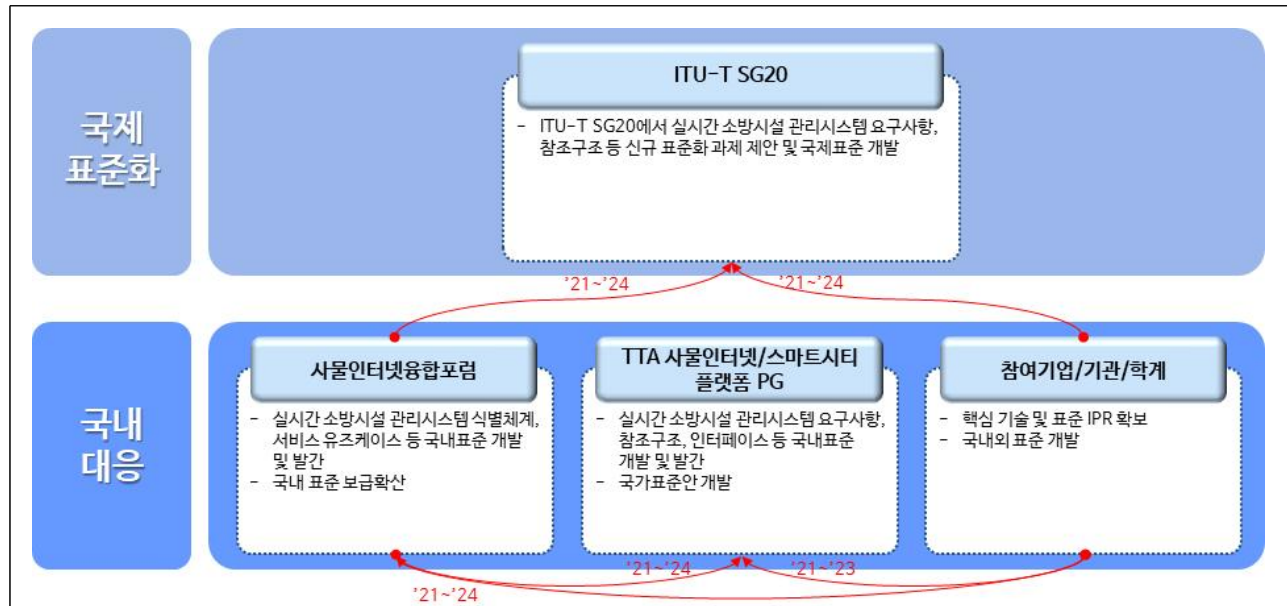 국제
표준화
ITU-T SG20
- ITU-T SG20에서 실시간 소방시설 관리시스템 요구사항,
참조구조 등 신규 표준화 과제 제안 및 국제표준 개발
’21~’24
’21~’24
국내
대응
사물인터넷융합포럼
- 실시간 소방시설 관리시스템 식별체계,
서비스 유즈케이스 등 국내표준 개발
및 발간
- 국내 표준 보급확산
TTA 사물인터넷/스마트시티
플랫폼 PG
- 실시간 소방시설 관리시스템 요구사항,
참조구조, 인터페이스 등 국내표준
개발 및 발간
- 국가표준안 개발
참여기업/기관/학계
- 핵심 기술 및 표준 IPR 확보
- 국내외 표준 개발
’21~’24
’21~’23
’21~’24